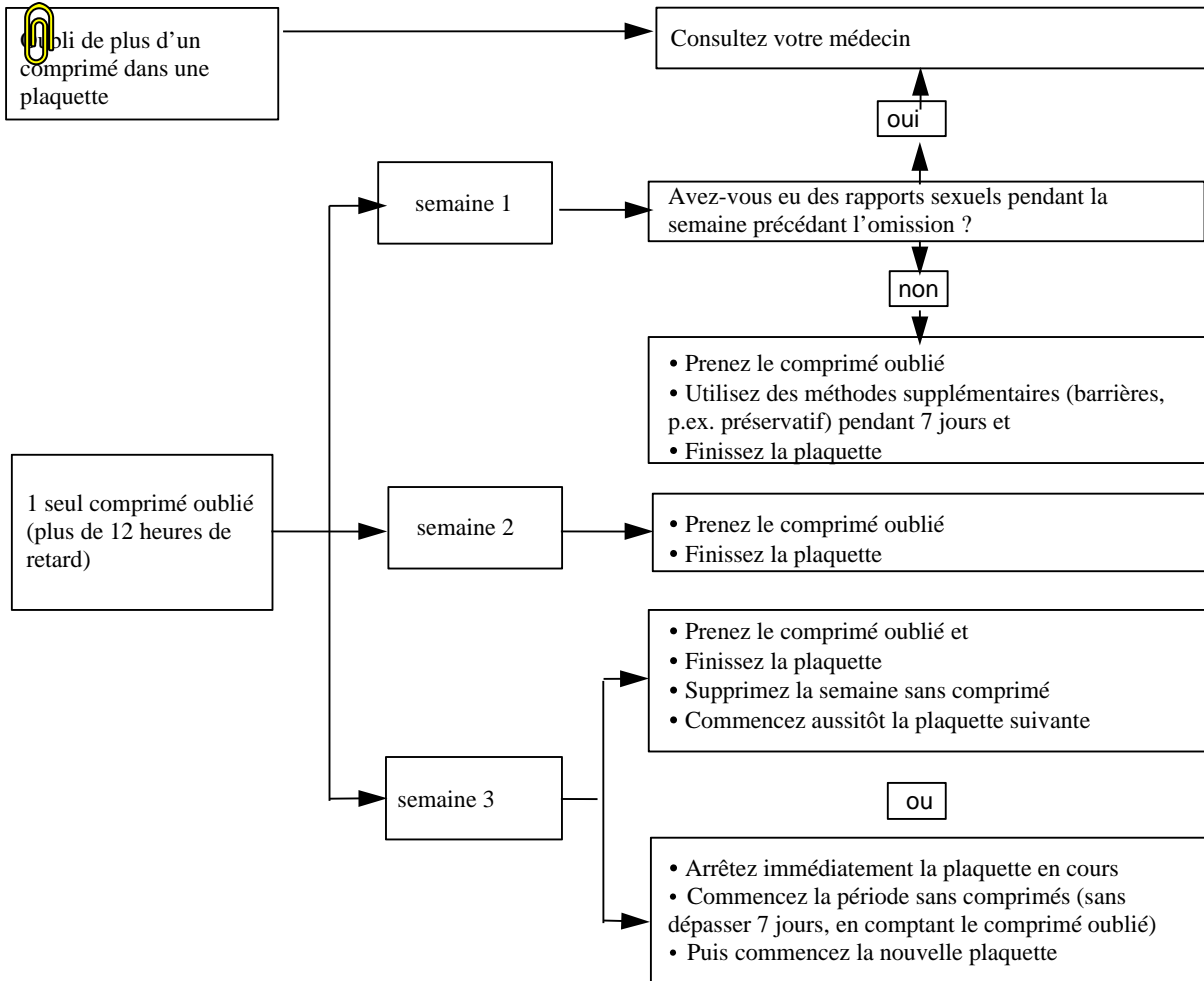 Oubli de plus d'un
comprimé dans une
plaquette
Consultez votre médecin
oui
semaine 1
Avez-vous eu des rapports sexuels pendant la
semaine précédant l'omission ?
non
• Prenez le comprimé oublié
• Utilisez des méthodes supplémentaires (barrières,
p.ex. préservatif) pendant 7 jours et
• Finissez la plaquette
1 seul comprimé oublié
(plus de 12 heures de
retard)
semaine 2
• Prenez le comprimé oublié
• Finissez la plaquette
• Prenez le comprimé oublié et
• Finissez la plaquette
• Supprimez la semaine sans comprimé
• Commencez aussitôt la plaquette suivante
semaine 3
ou
• Arrêtez immédiatement la plaquette en cours
• Commencez la période sans comprimés (sans
dépasser 7 jours, en comptant le comprimé oublié)
• Puis commencez la nouvelle plaquette